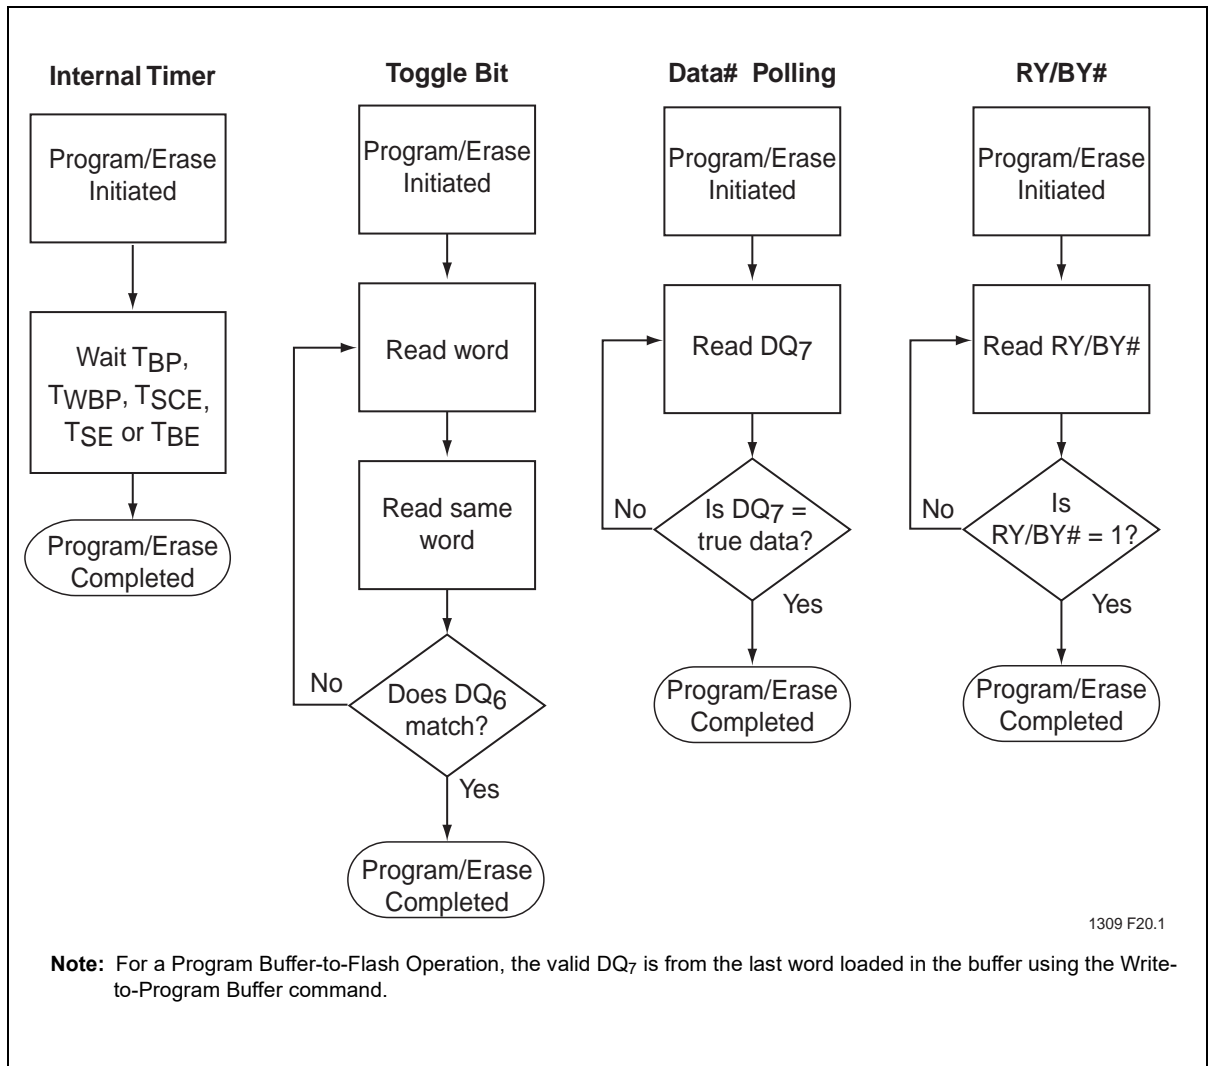 Internal Timer
Program/Erase
Initiated
Wait TBP,
TWBP, TSCE,
TSE or TBE
Program/Erase
Completed
Toggle Bit
Program/Erase
Initiated
Read word
Read same
word
Does DQ6
match?
No
Yes
Program/Erase
Completed
Data# Polling
Program/Erase
Initiated
Read DQ7
Is DQ7 =
true data?
No
Yes
Program/Erase
Completed
RY/BY#
Program/Erase
Initiated
Read RY/BY#
Is
RY/BY# = 1?
No
Yes
Program/Erase
Completed
1309 F20.1
Note: For a Program Buffer-to-Flash Operation, the valid DQ7 is from the last word loaded in the buffer using the Write-
to-Program Buffer command.